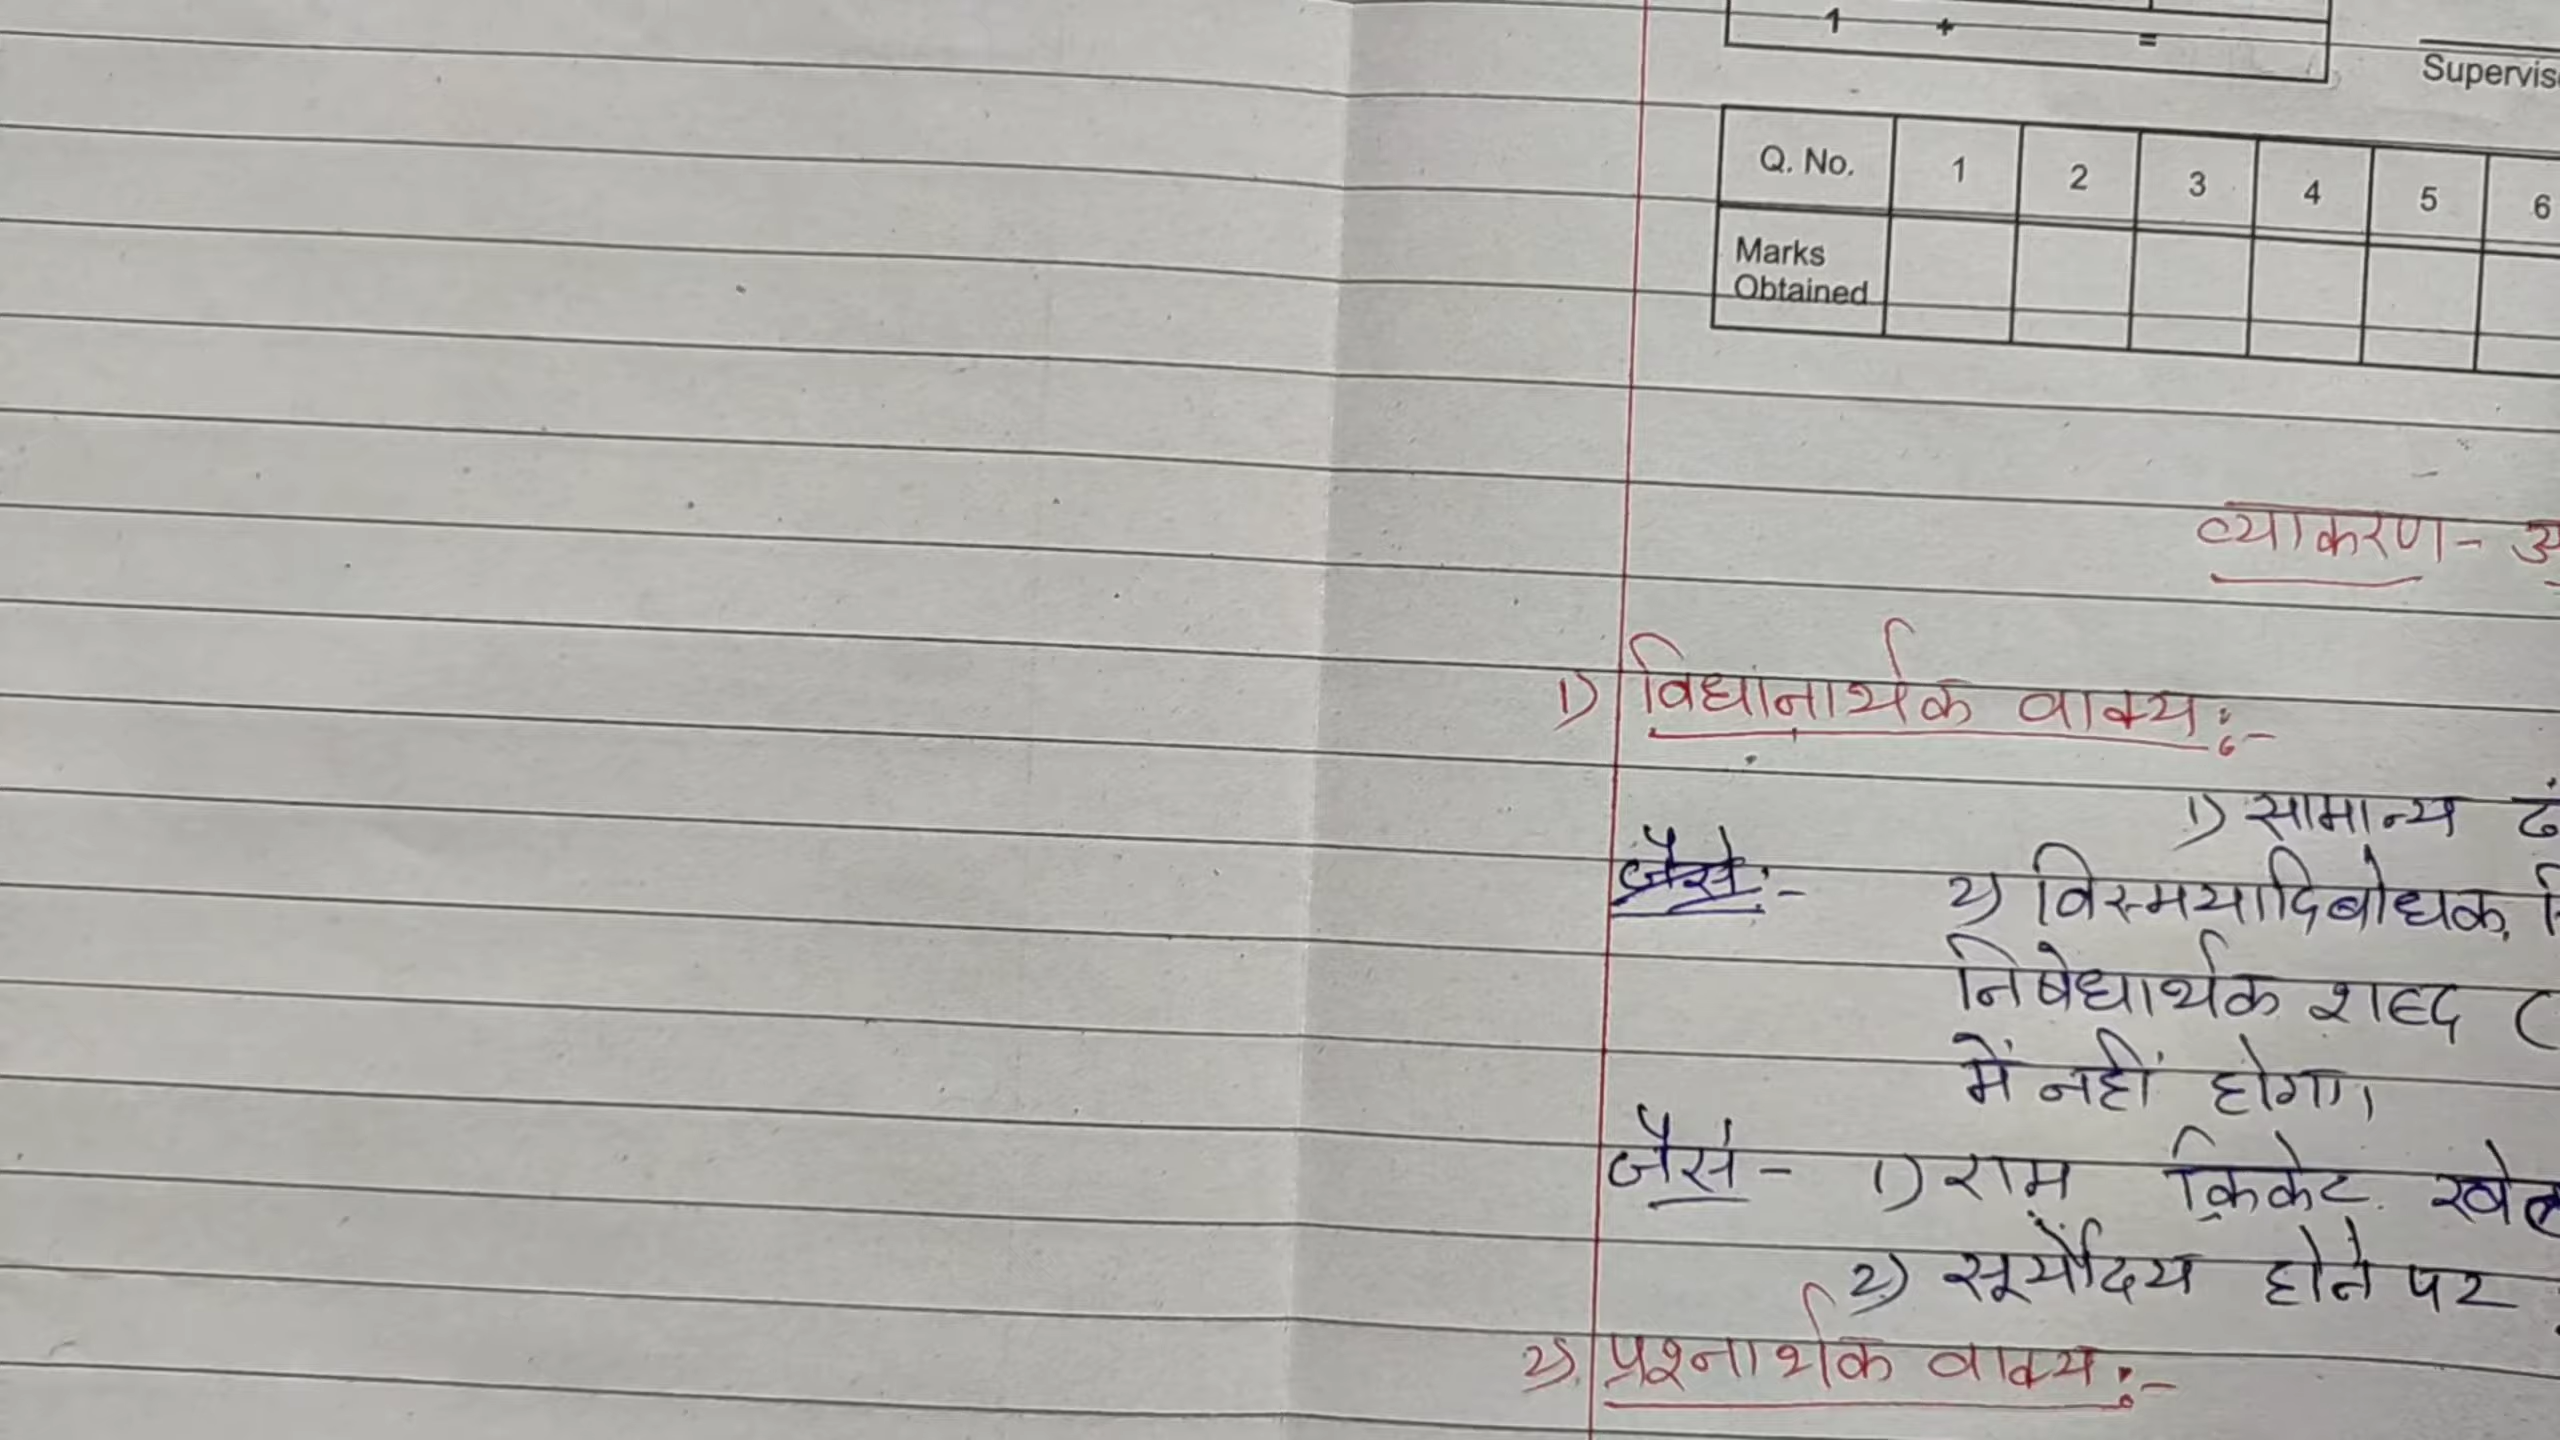 1 + =
Supervis
Q. No. 1 2 3 4 5 6
Marks
Obtained
व्याकरण-
1) विधानार्थक वाक्य:-
1) सामान्य ढं
जैसे:- 2) विस्मयादिबोधक,
निषेधार्थक शब्द (
में नहीं होगा।
जैसे - 1) राम क्रिकेट खेल
2) सूर्योदय होने पर
2) प्रश्नार्थक वाक्य:-